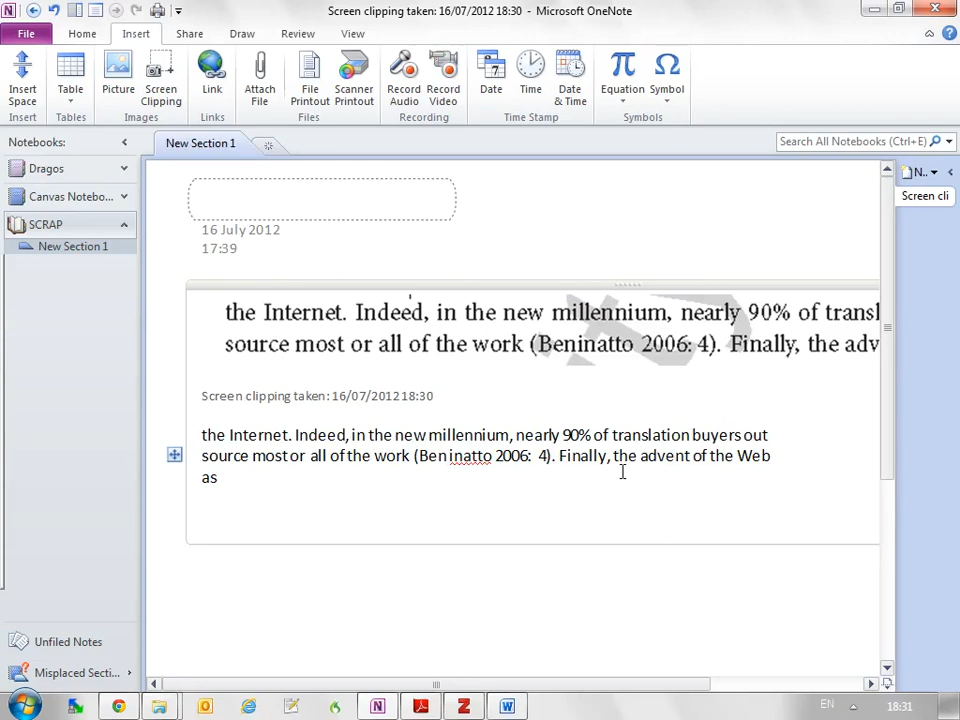 Screen clipping taken: 16/07/2012 18:30 - Microsoft OneNote
File Home Insert Share Draw Review View
Insert Space Table Picture Screen Clipping Link Attach File File Printout Scanner Printout Record Audio Record Video Date Time Date & Time Equation Symbol
Insert Tables Images Links Files Recording Time Stamp Symbols
Notebooks: New Section 1 Search All Notebooks (Ctrl+E)
Dragos N..
Canvas Notebo... Screen cli
SCRAP
New Section 1
16 July 2012
17:39
the Internet. Indeed, in the new millennium, nearly 90% of transl
source most or all of the work (Beninatto 2006: 4). Finally, the adv
Screen clipping taken: 16/07/2012 18:30
the Internet. Indeed, in the new millennium, nearly 90% of translation buyers out
source most or all of the work (Ben inatto 2006: 4). Finally, the advent of the Web
as
Unfiled Notes
Misplaced Secti...
EN 18:31